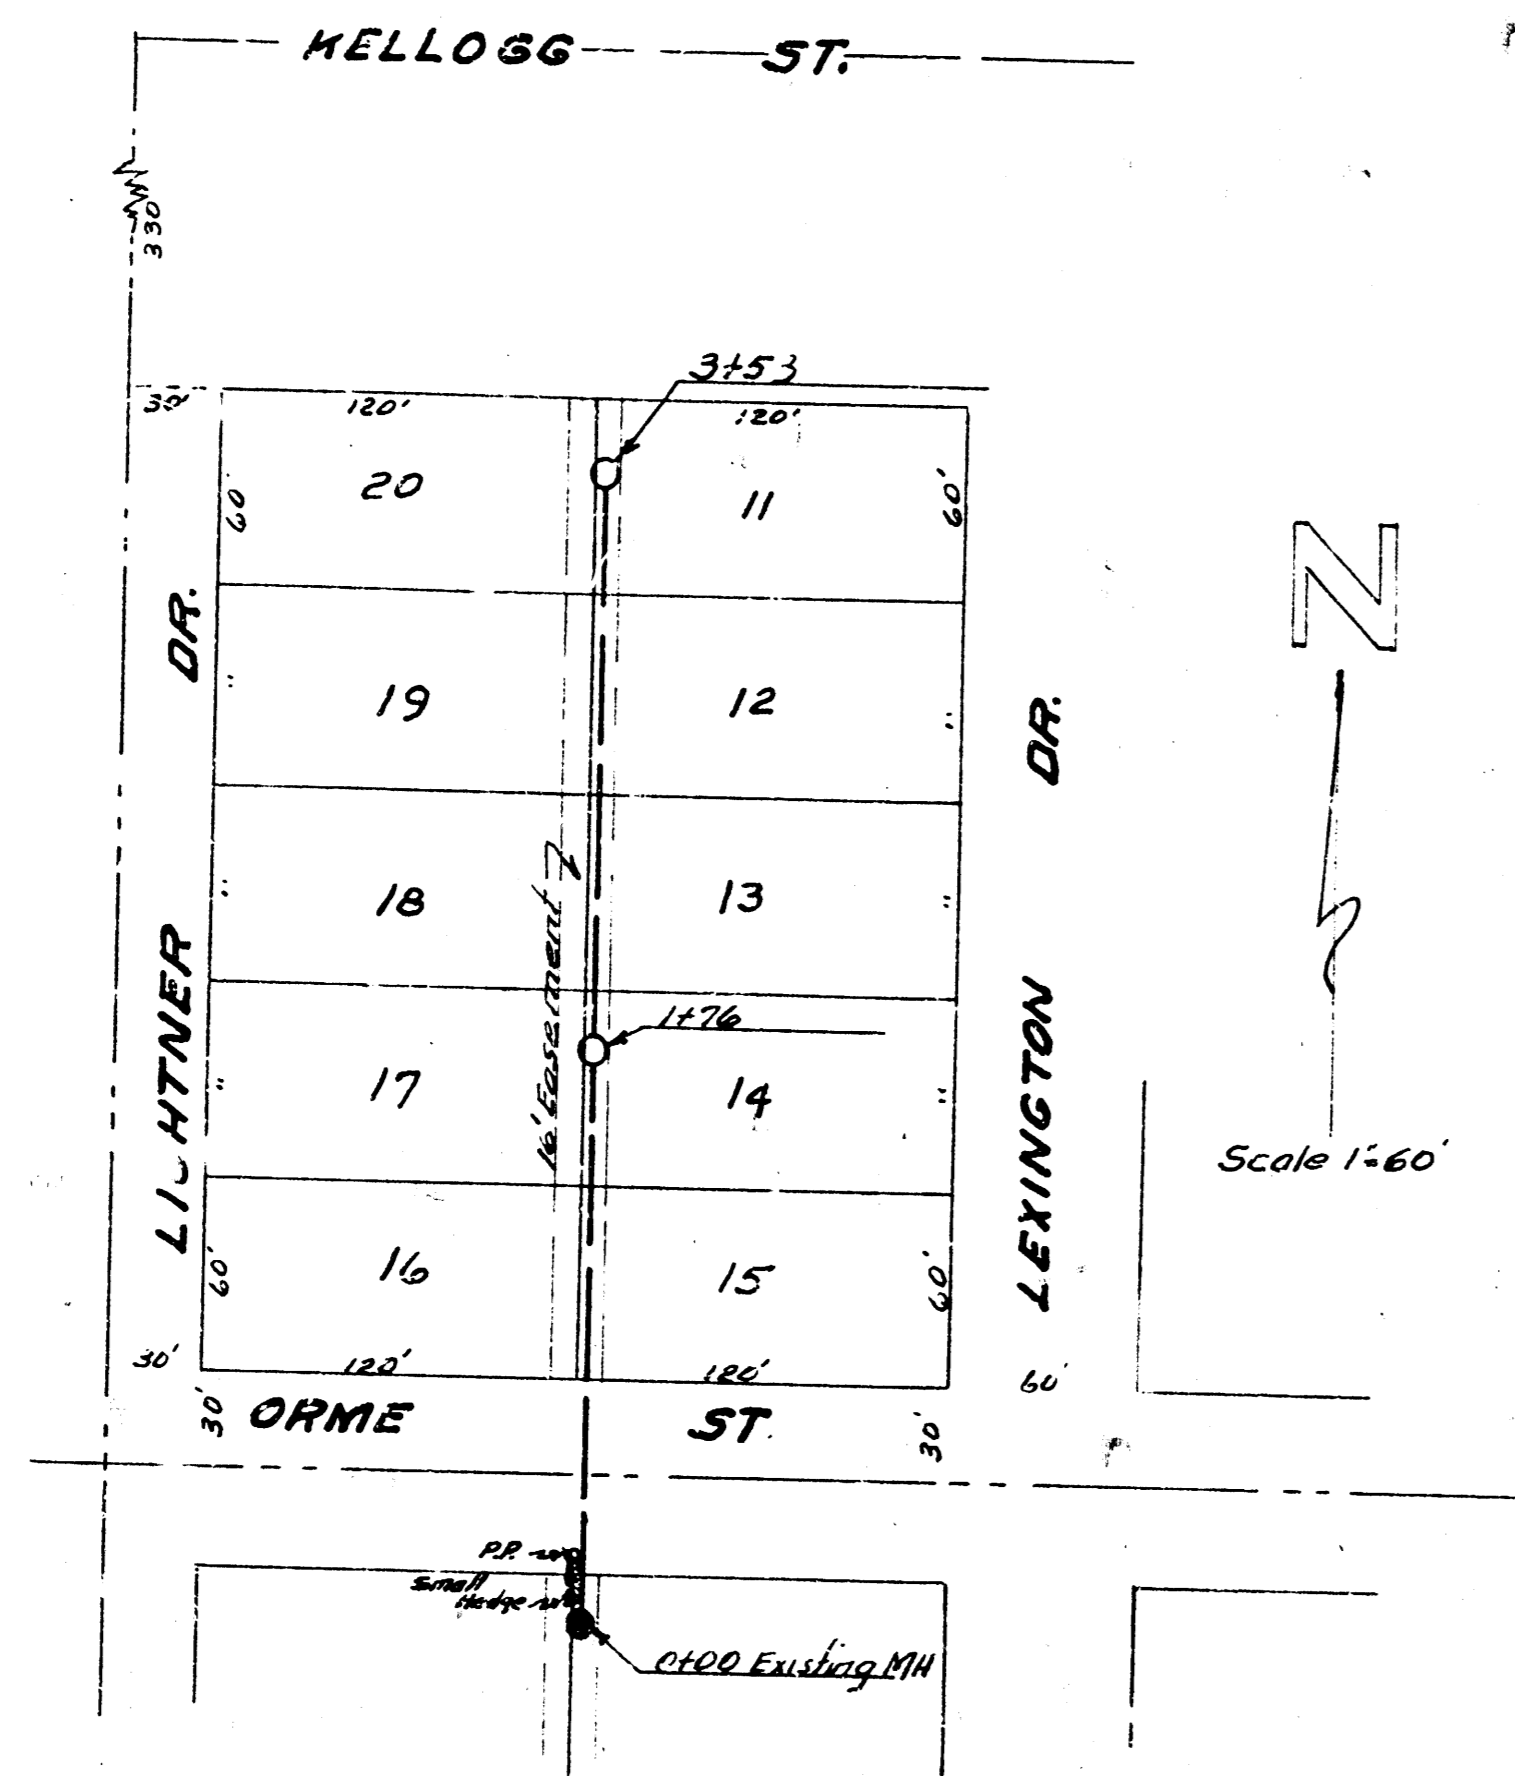 KELLOGG ST.
330
3+53
30'
120'
120'
20
11
60'
60'
N
DR.
19
12
"
"
DR.
18
13
"
"
16' Easement
LIGHTNER
LEXINGTON
1+76
17
14
"
"
Scale 1"=60'
16
15
60'
60'
30'
120'
120'
60'
30'
ORME ST.
30'
P.P.
Small
Hedge
0+00 Existing MH